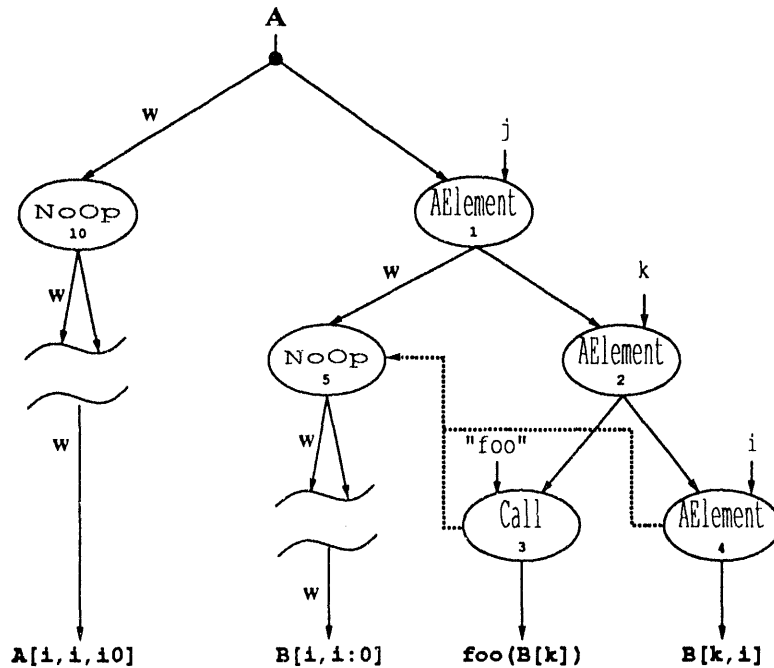 A
w
j
NoOp
10
AElement
1
w
k
w
NoOp
5
AElement
2
w
w
"foo"
i
Call
3
AElement
4
w
A[i,i,i0]
B[i,i:0]
foo(B[k])
B[k,i]